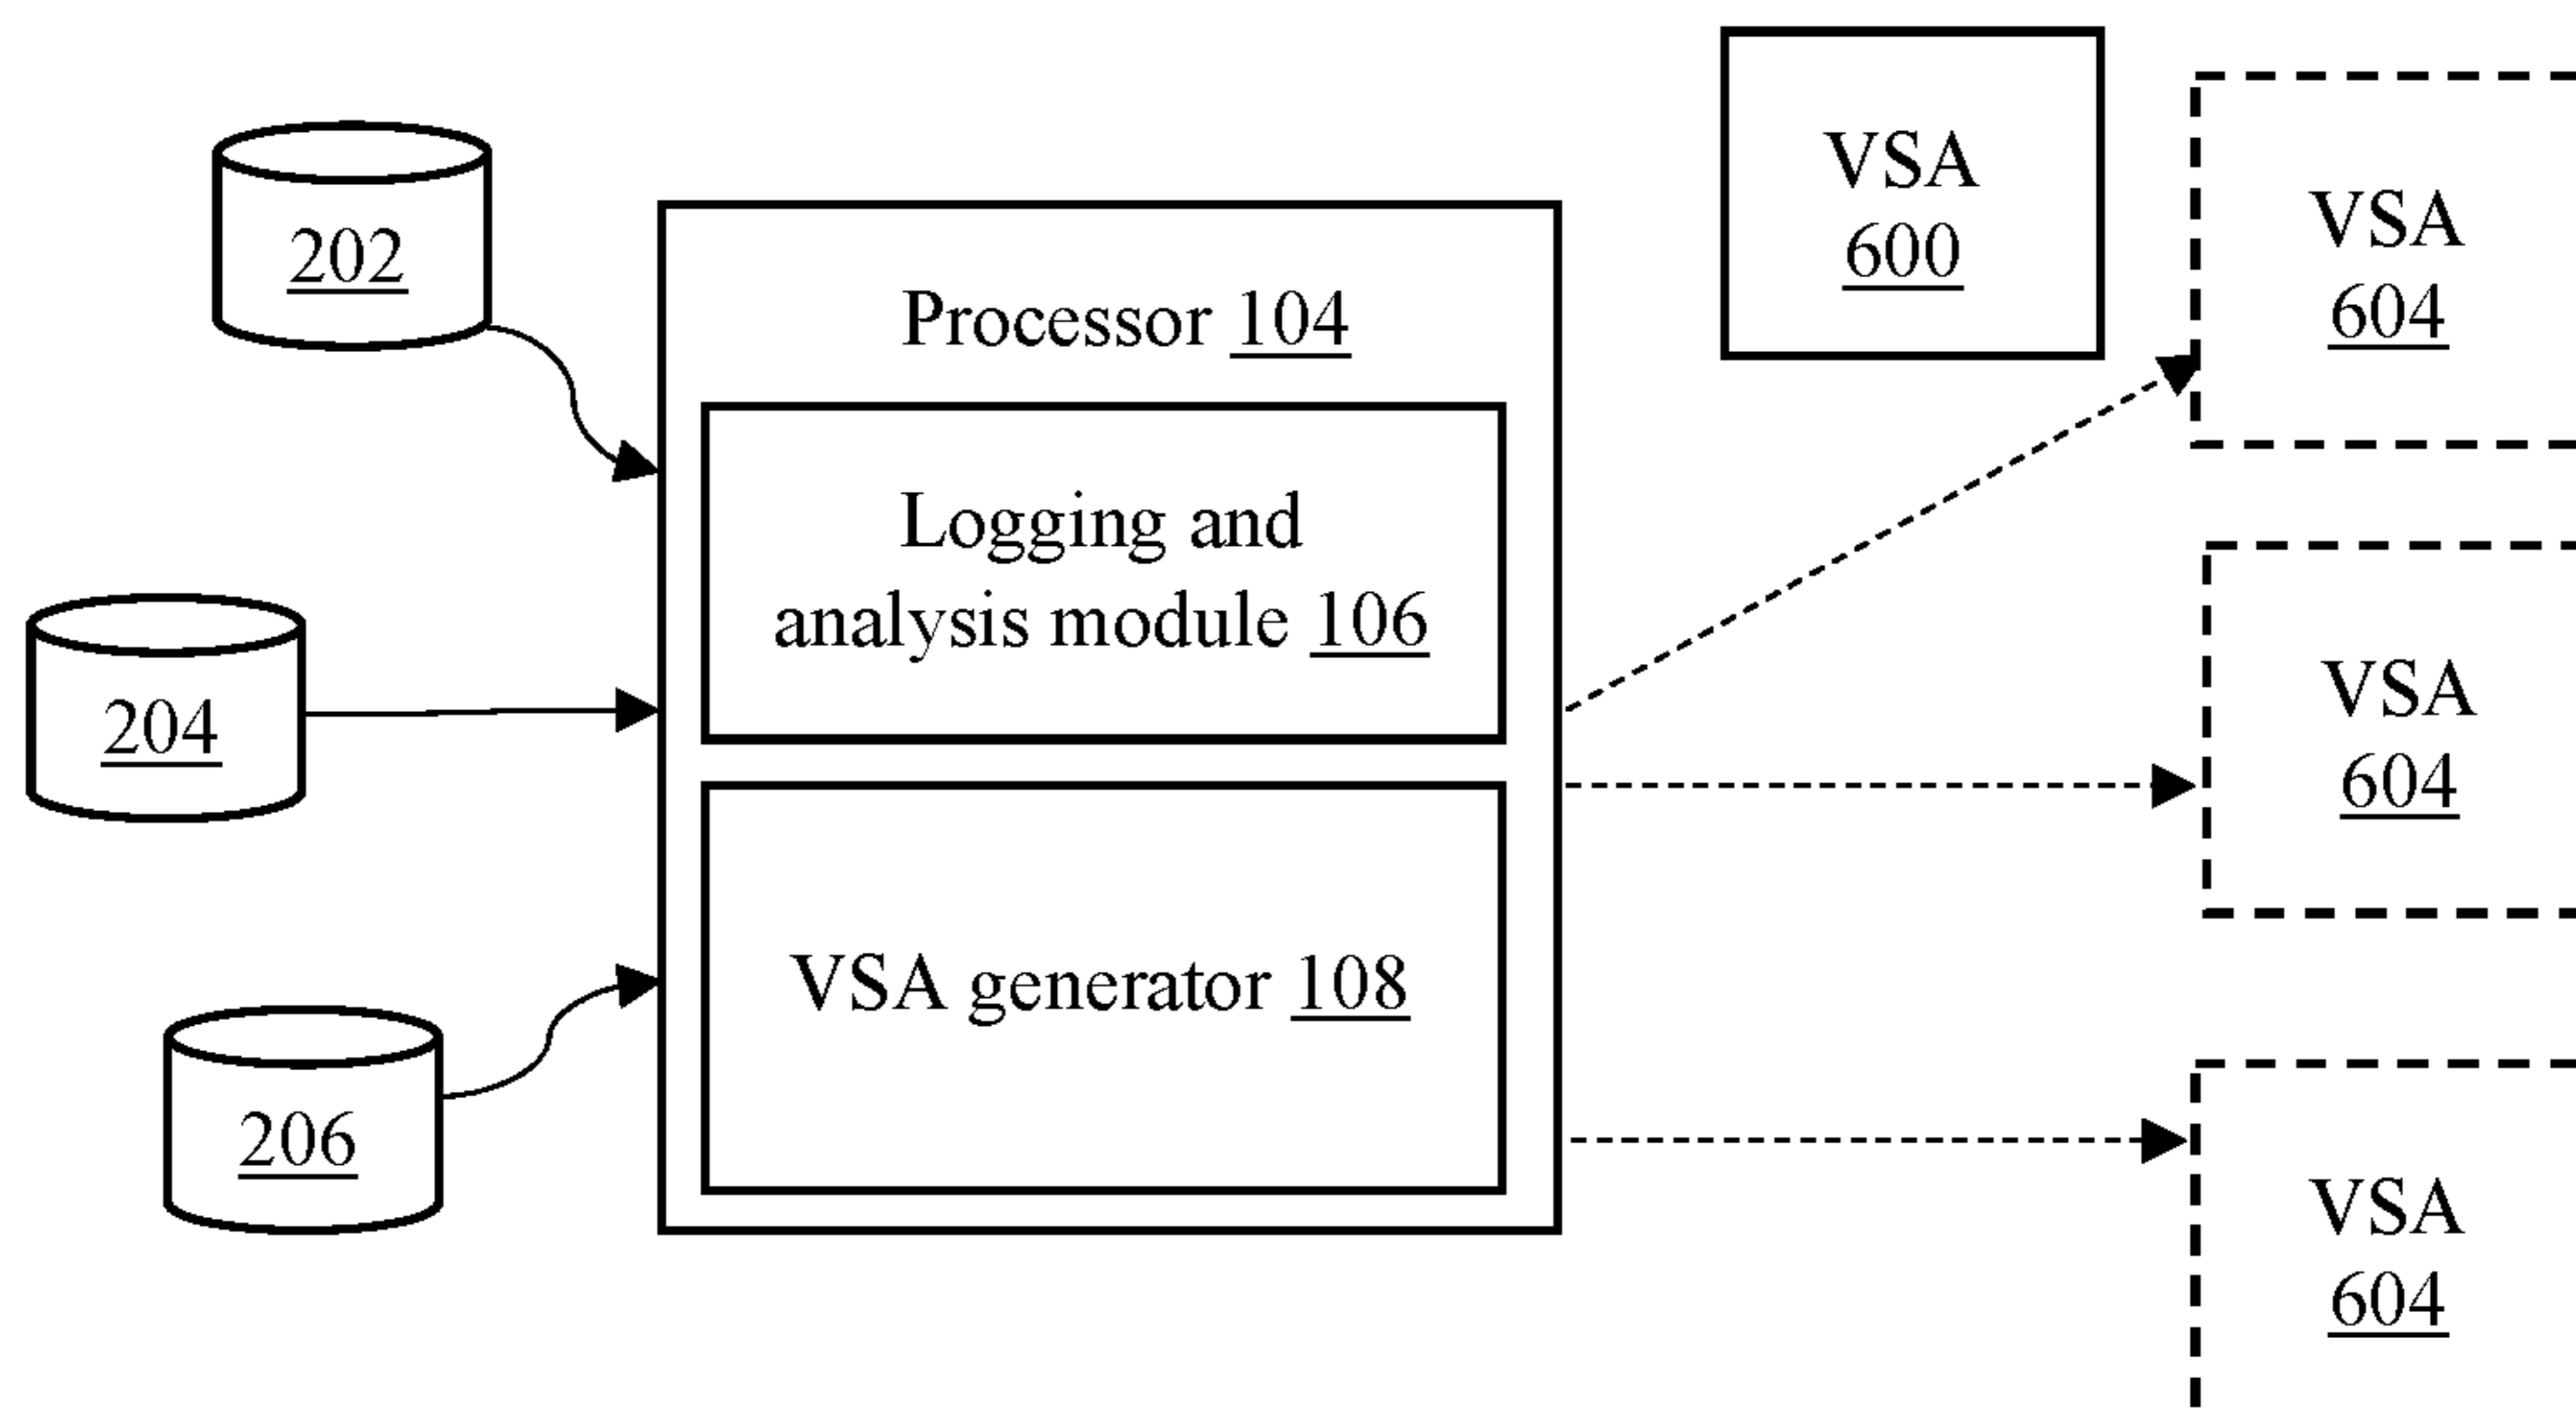 202
204
206
Processor 104
Logging and
analysis module 106
VSA generator 108
VSA
600
VSA
604
VSA
604
VSA
604